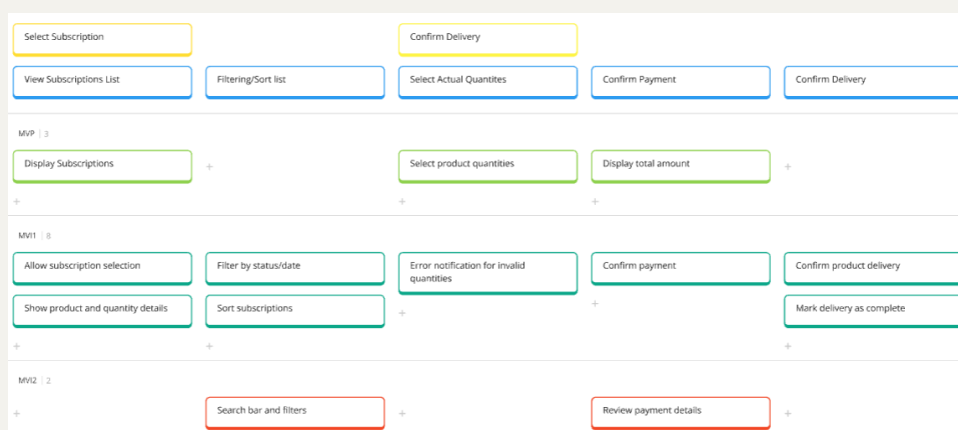 Select Subscription
Confirm Delivery
View Subscriptions List
Filtering/Sort list
Select Actual Quantites
Confirm Payment
Confirm Delivery
MVP | 3
Display Subscriptions
+
Select product quantities
Display total amount
+
+
+
+
MVI1 | 8
Allow subscription selection
Filter by status/date
Error notification for invalid
quantities
Confirm payment
Confirm product delivery
Show product and quantity details
Sort subscriptions
+
+
Mark delivery as complete
+
+
+
MVI2 | 2
+
Search bar and filters
+
Review payment details
+